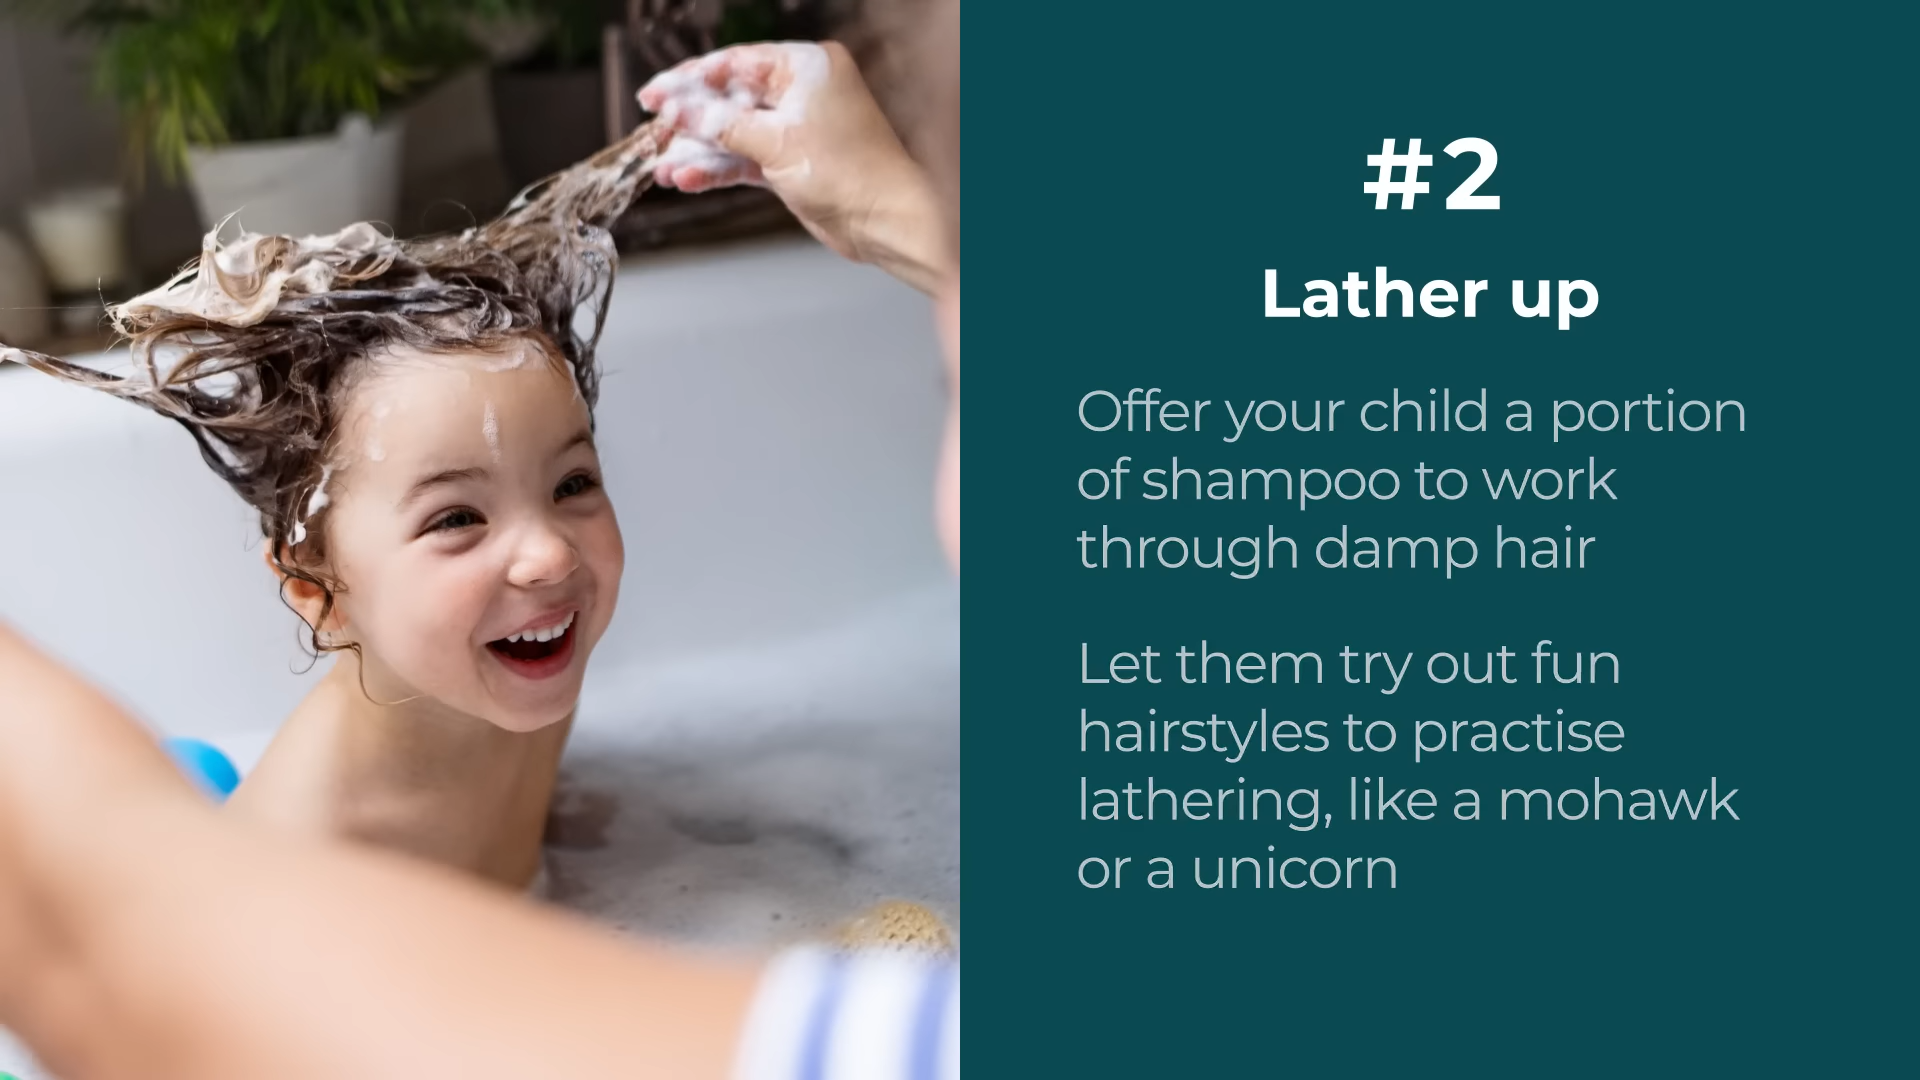 #2
Lather up
Offer your child a portion
of shampoo to work
through damp hair
Let them try out fun
hairstyles to practise
lathering, like a mohawk
or a unicorn